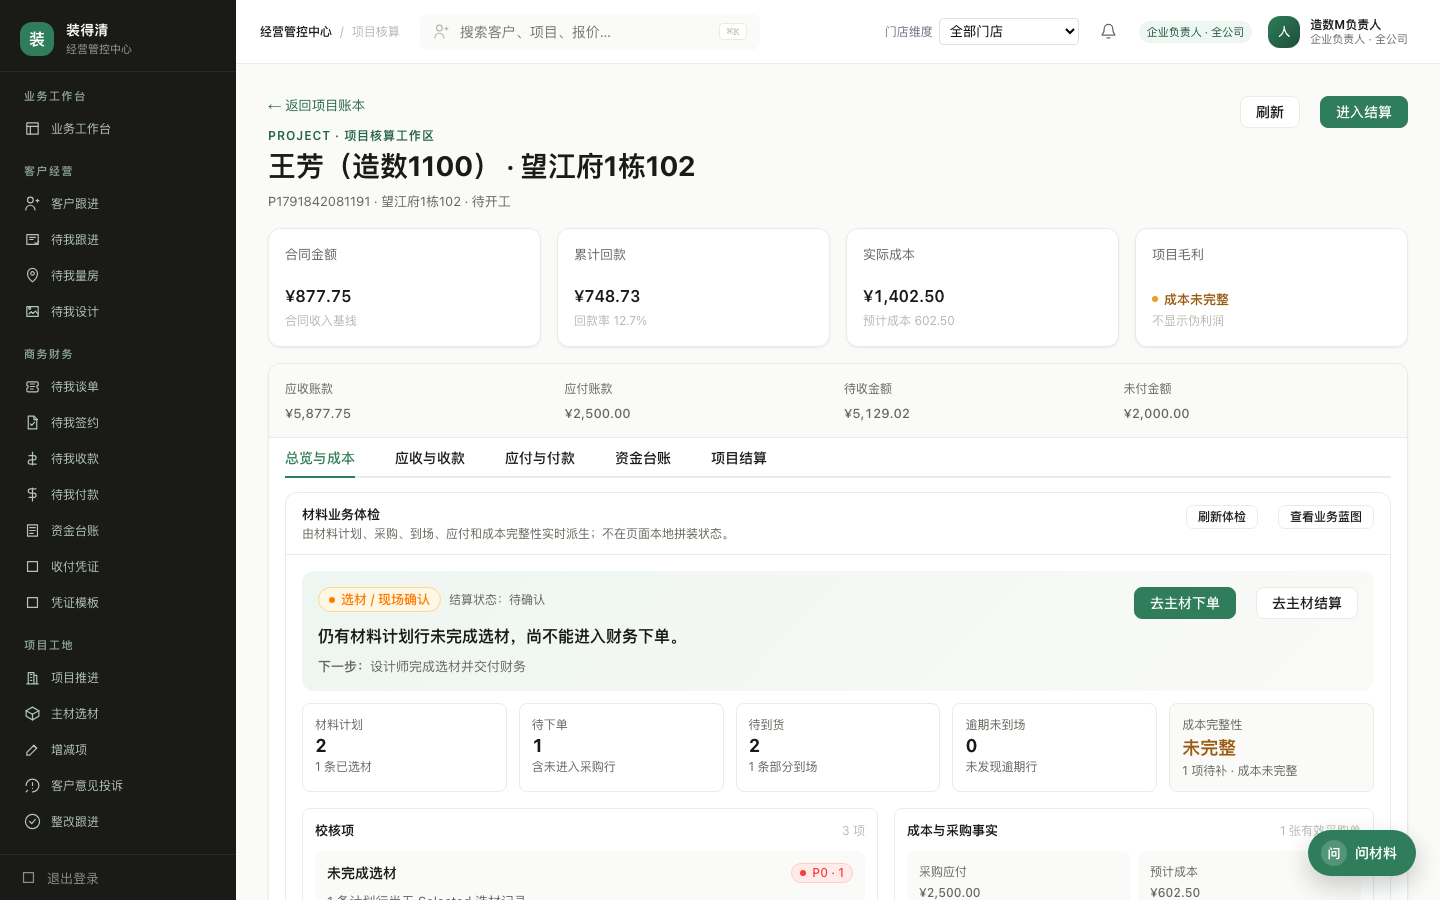 装
装得清
经营管控中心
业务工作台
业务工作台
客户经营
客户跟进
待我跟进
待我量房
待我设计
商务财务
待我谈单
待我签约
待我收款
待我付款
资金台账
收付凭证
凭证模板
项目工地
项目推进
主材选材
增减项
客户意见投诉
整改跟进
退出登录
经营管控中心 / 项目核算
搜索客户、项目、报价...
⌘K
门店维度
全部门店
企业负责人 · 全公司
人
造数M负责人
企业负责人 · 全公司
← 返回项目账本
PROJECT · 项目核算工作区
王芳（造数1100） · 望江府1栋102
P1791842081191 · 望江府1栋102 · 待开工
刷新
进入结算
合同金额
¥877.75
合同收入基线
累计回款
¥748.73
回款率 12.7%
实际成本
¥1,402.50
预计成本 602.50
项目毛利
成本未完整
不显示伪利润
应收账款
¥5,877.75
应付账款
¥2,500.00
待收金额
¥5,129.02
未付金额
¥2,000.00
总览与成本
应收与收款
应付与付款
资金台账
项目结算
材料业务体检
由材料计划、采购、到场、应付和成本完整性实时派生；不在页面本地拼装状态。
刷新体检
查看业务蓝图
选材 / 现场确认
结算状态：待确认
仍有材料计划行未完成选材，尚不能进入财务下单。
下一步：设计师完成选材并交付财务
去主材下单
去主材结算
材料计划
2
1 条已选材
待下单
1
含未进入采购行
待到货
2
1 条部分到场
逾期未到场
0
未发现逾期行
成本完整性
未完整
1 项待补 · 成本未完整
校核项
3 项
未完成选材
P0 · 1
1 条计划行尚无 Selected 选材记录
成本与采购事实
1 张有效采购单
采购应付
¥2,500.00
预计成本
¥602.50
问
问材料